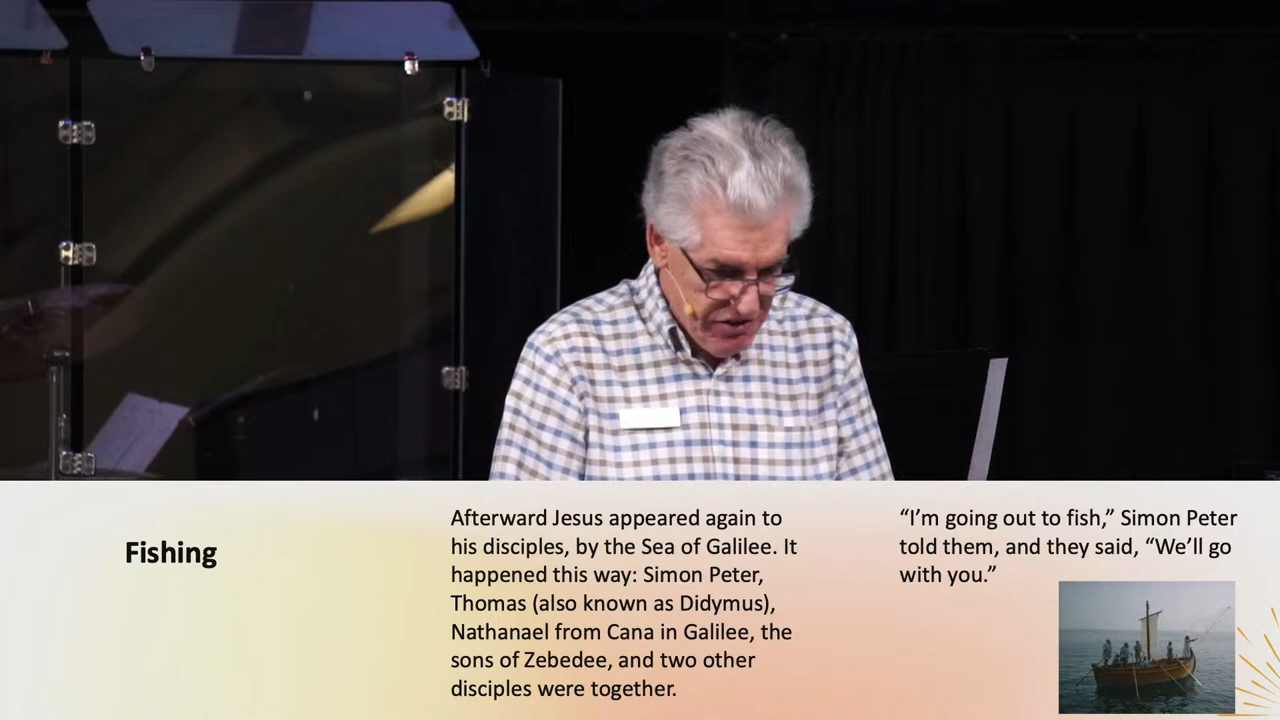 Fishing
Afterward Jesus appeared again to
his disciples, by the Sea of Galilee. It
happened this way: Simon Peter,
Thomas (also known as Didymus),
Nathanael from Cana in Galilee, the
sons of Zebedee, and two other
disciples were together.
“I’m going out to fish,” Simon Peter
told them, and they said, “We’ll go
with you.”